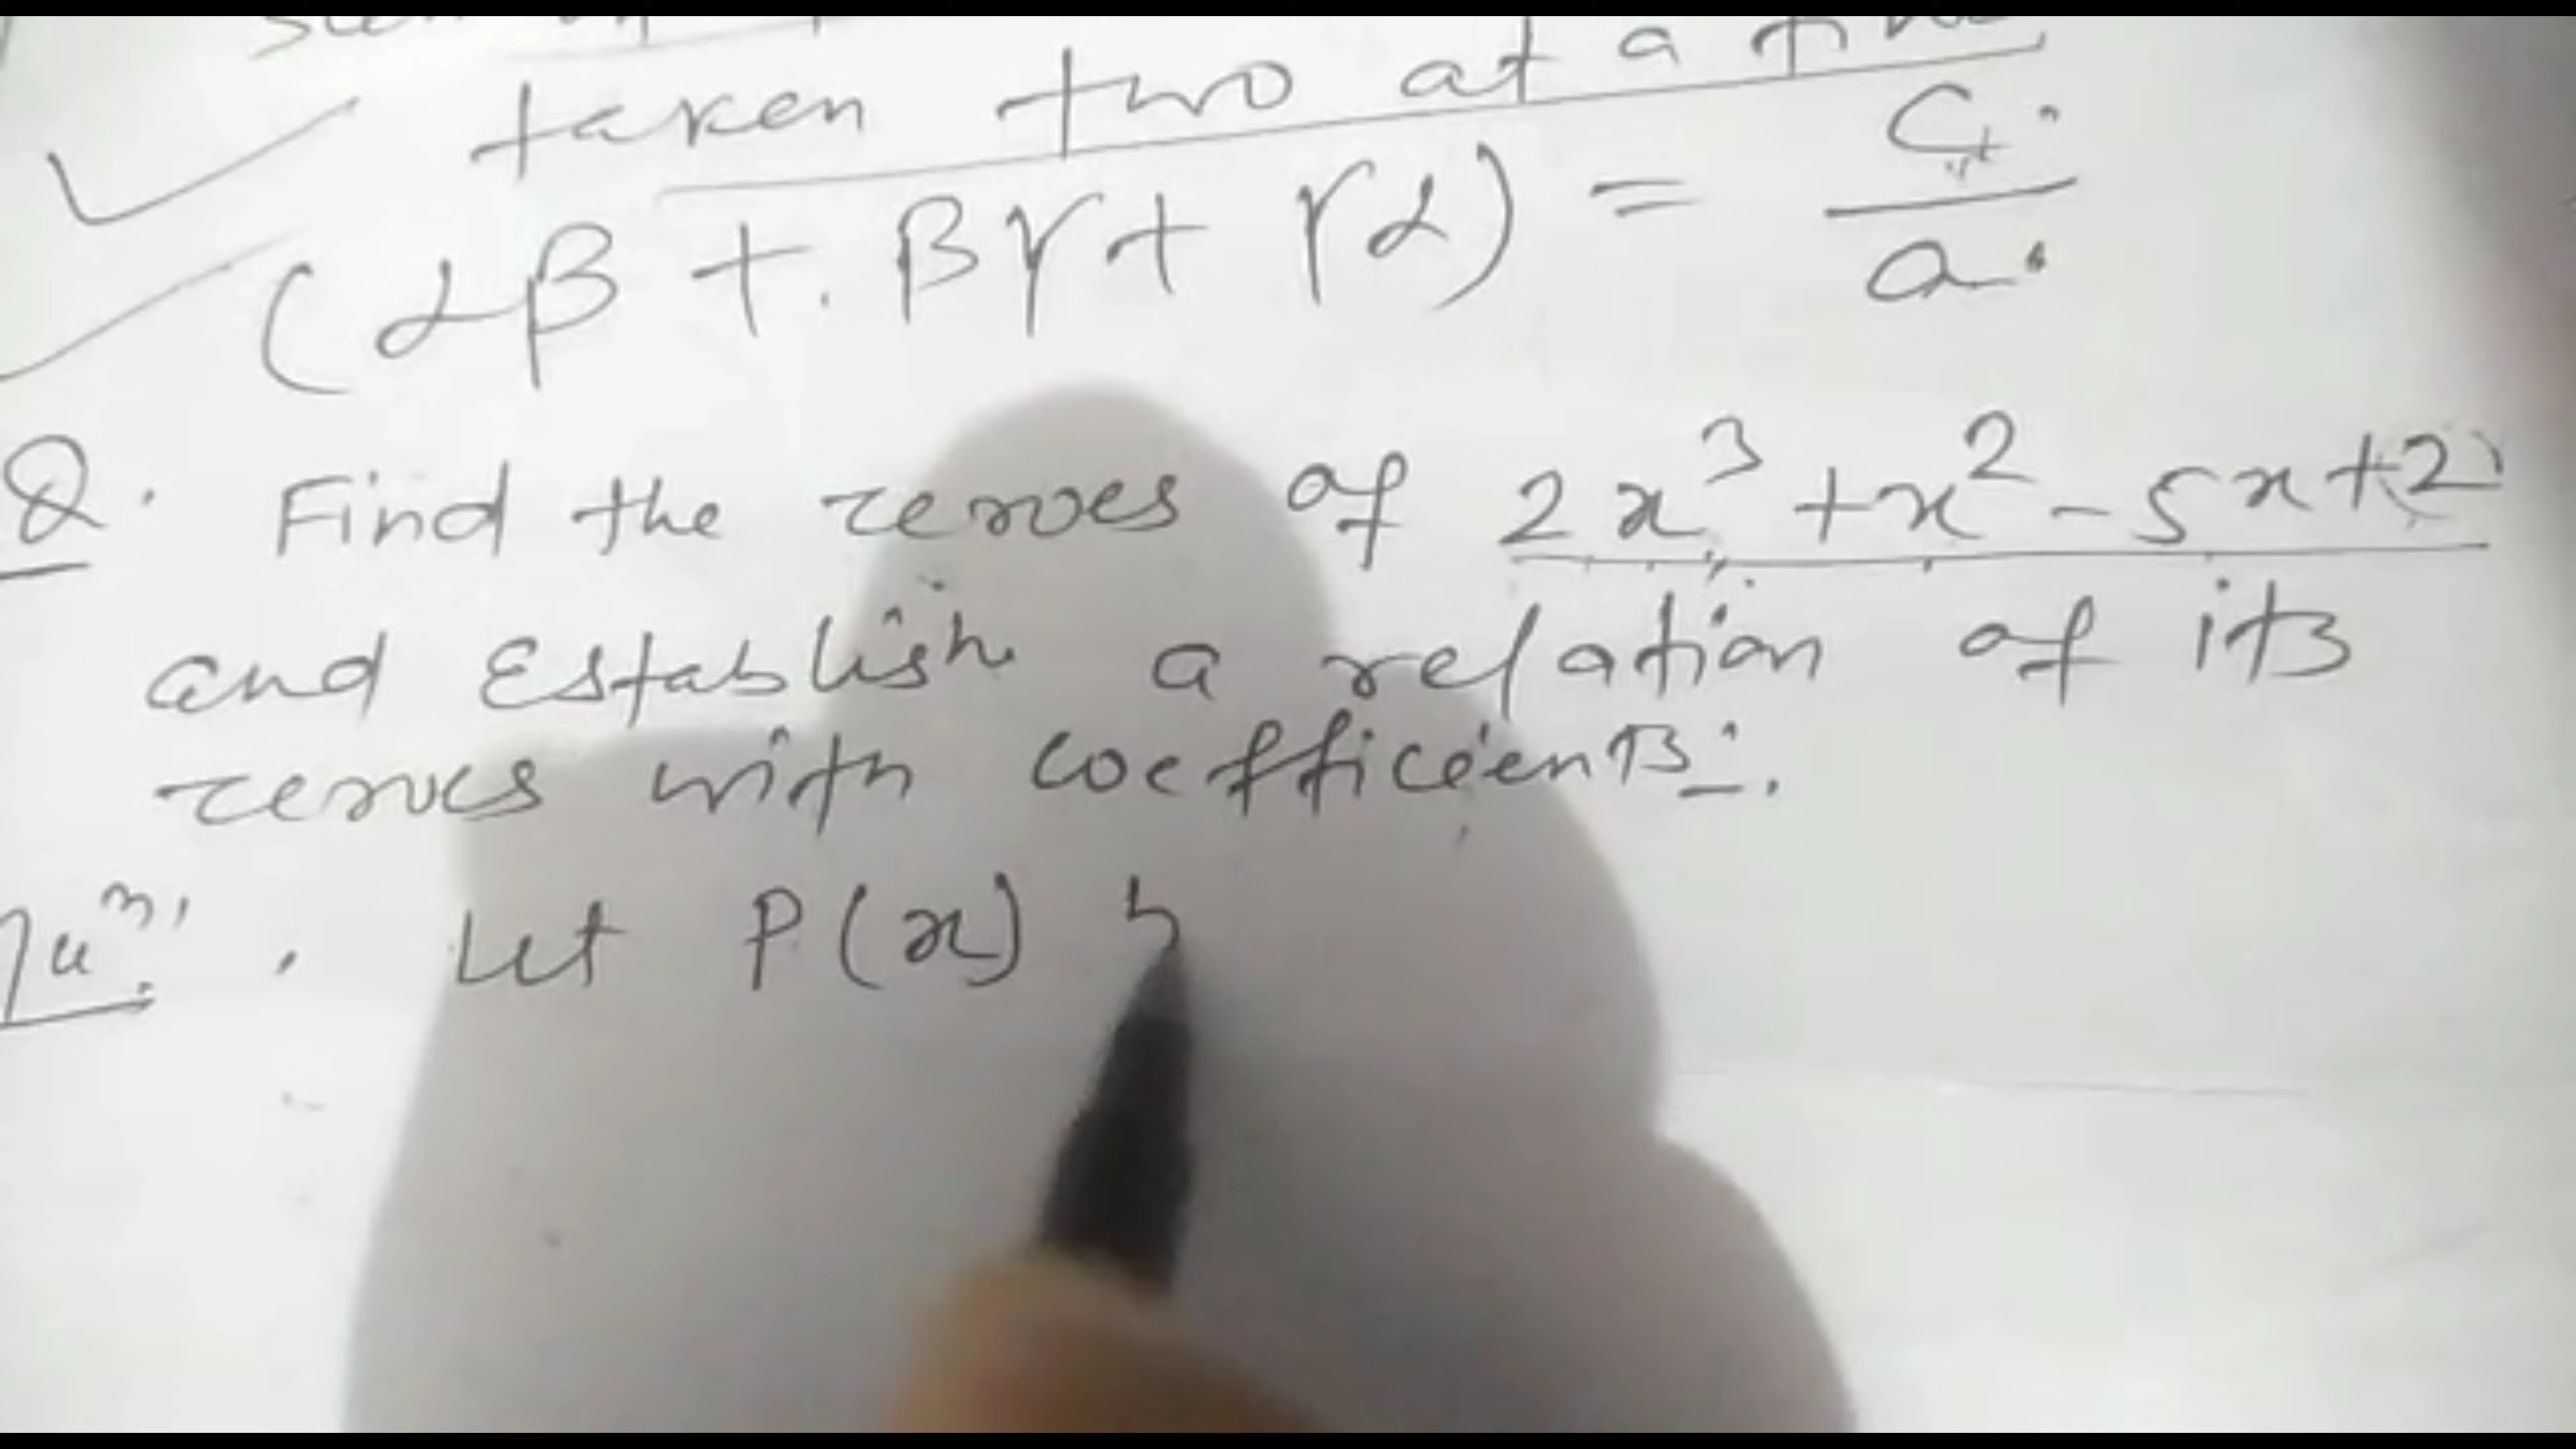 taken two at a
(αβ + βγ + γα) = c/a
Q. Find the zeroes of 2x³+x²-5x+2
and Establish a relation of its
zeroes with coefficients:.
Let P(x)